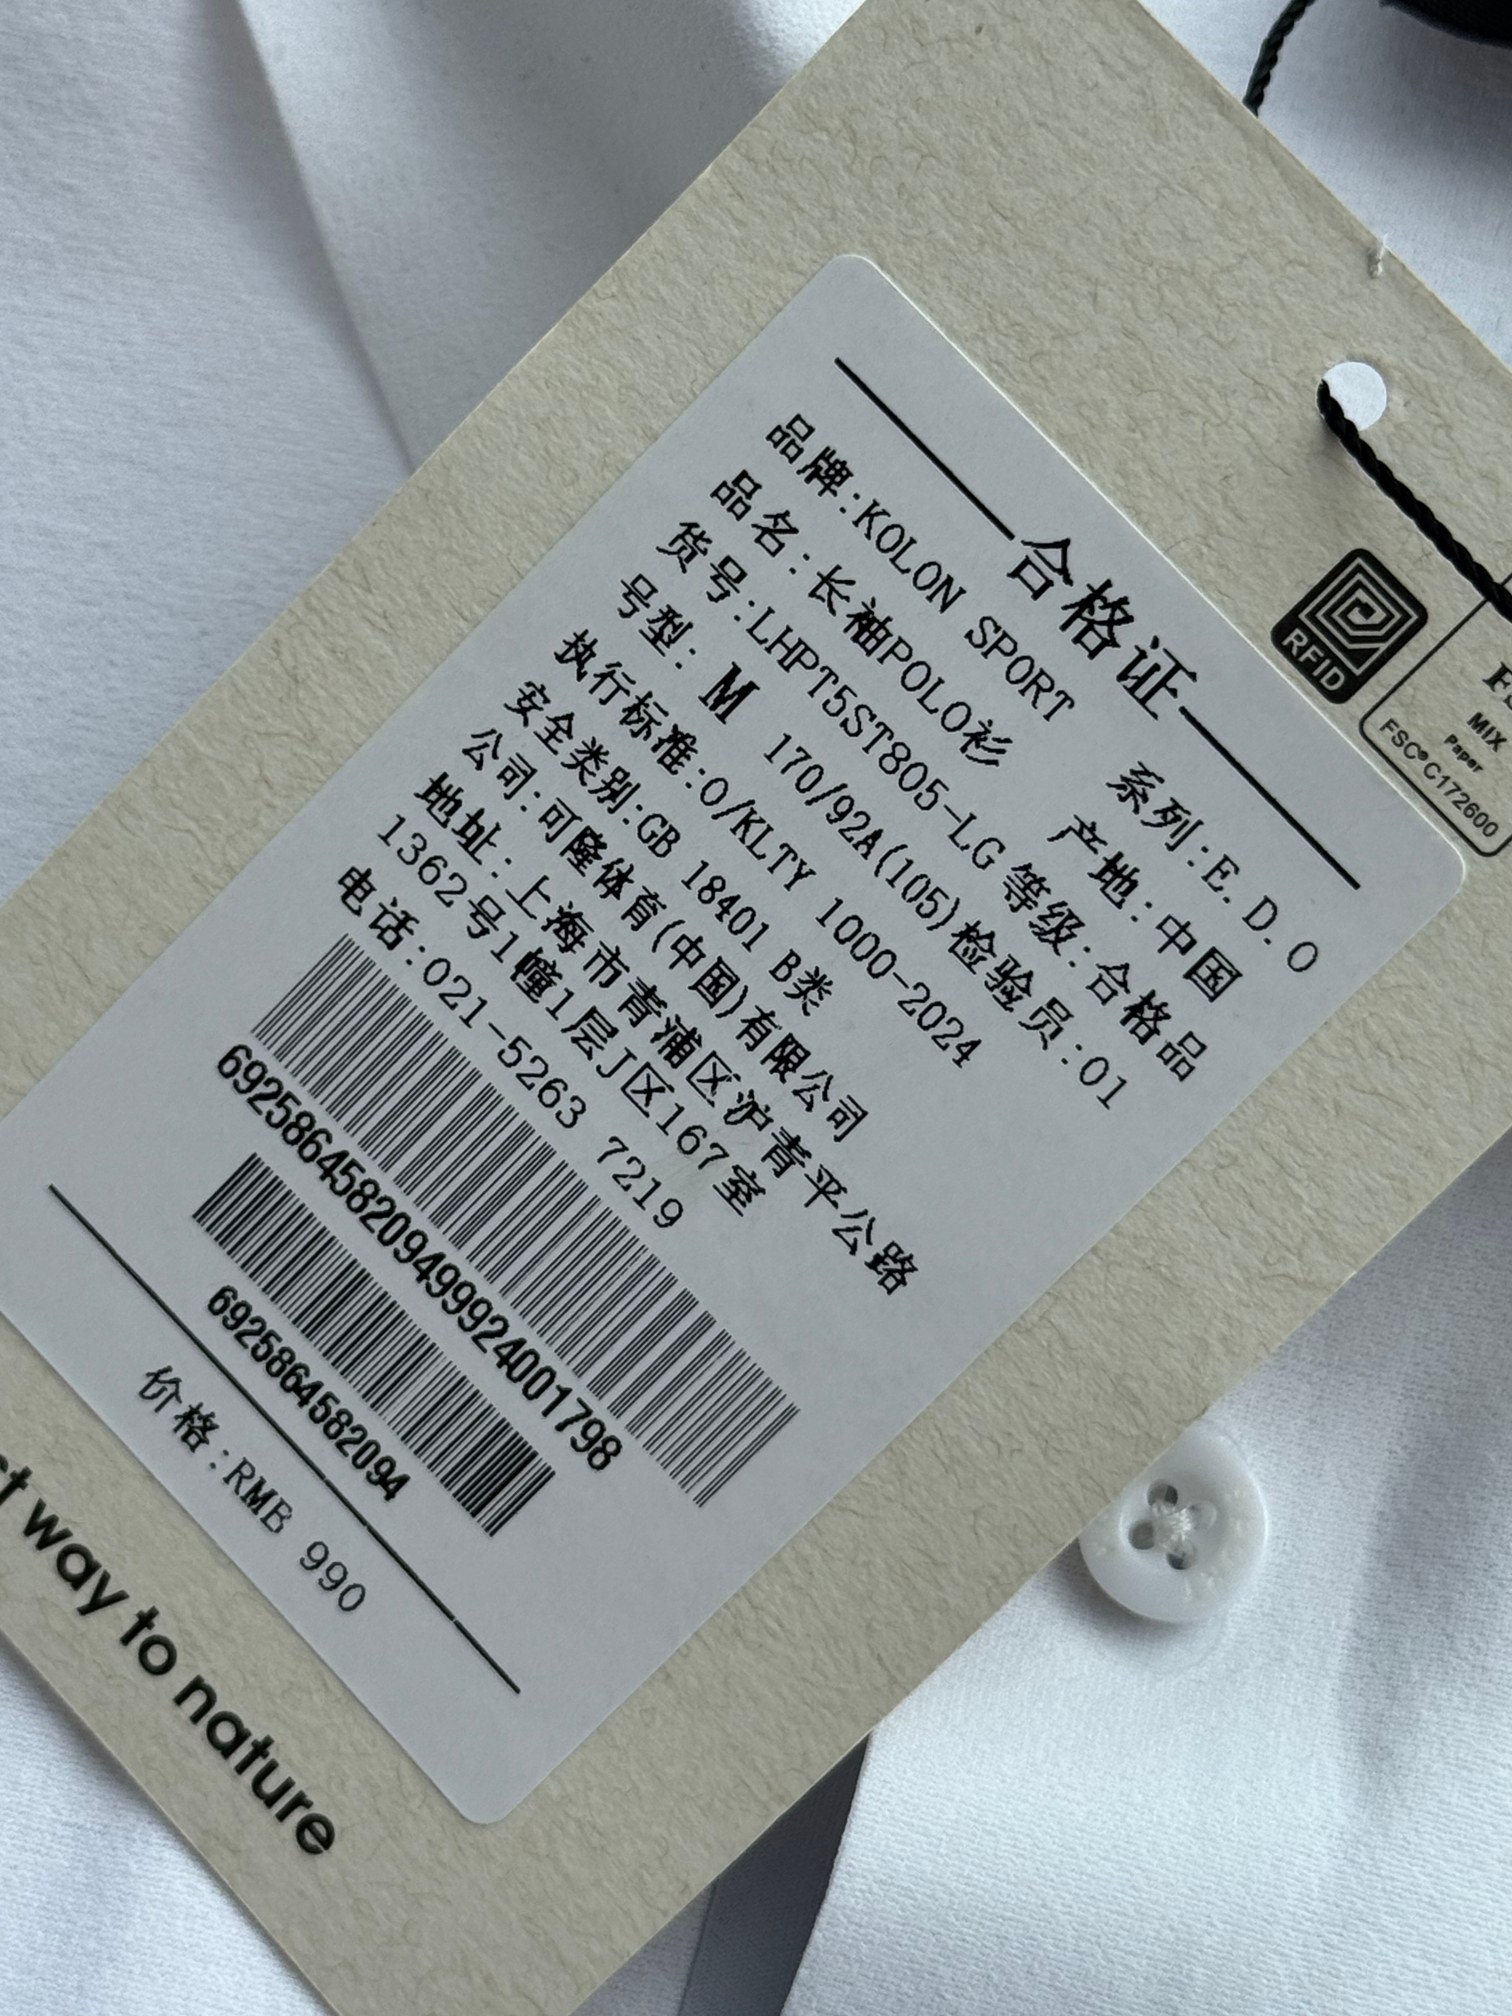 合格证
品牌:KOLON SPORT 系列:E.D.O
品名:长袖POLO衫 产地:中国
货号:LHPT5ST805-LG 等级:合格品
号型: M 170/92A(105) 检验员:01
执行标准:O/KLTY 1000-2024
安全类别:GB 18401 B类
公司:可隆体育(中国)有限公司
地址:上海市青浦区沪青平公路
1362号1幢1层J区167室
电话:021-5263 7219
6925864582094999240017​98
6925864582094
价格:RMB 990
way to nature
RFID
MIX
Paper
FSC® C172600